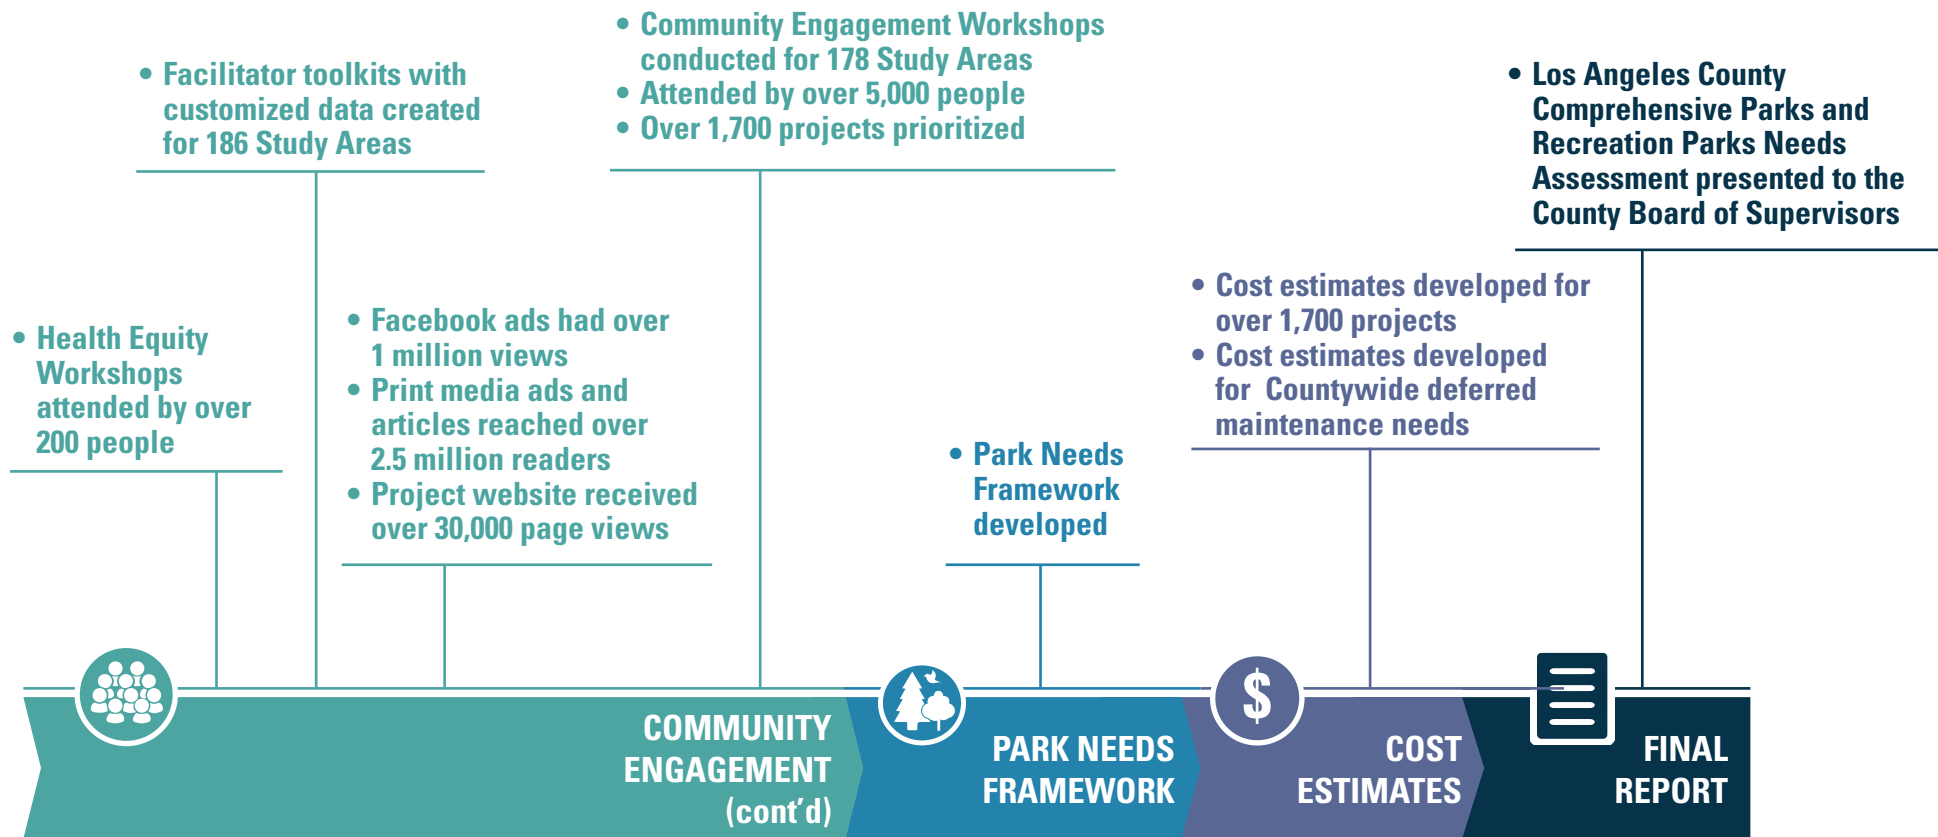 • Health Equity
Workshops
attended by over
200 people
• Facilitator toolkits with
customized data created
for 186 Study Areas
• Facebook ads had over
1 million views
• Print media ads and
articles reached over
2.5 million readers
• Project website received
over 30,000 page views
• Community Engagement Workshops
conducted for 178 Study Areas
• Attended by over 5,000 people
• Over 1,700 projects prioritized
• Park Needs
Framework
developed
• Cost estimates developed for
over 1,700 projects
• Cost estimates developed
for Countywide deferred
maintenance needs
• Los Angeles County
Comprehensive Parks and
Recreation Parks Needs
Assessment presented to the
County Board of Supervisors
COMMUNITY
ENGAGEMENT
(cont'd)
PARK NEEDS
FRAMEWORK
$
COST
ESTIMATES
FINAL
REPORT